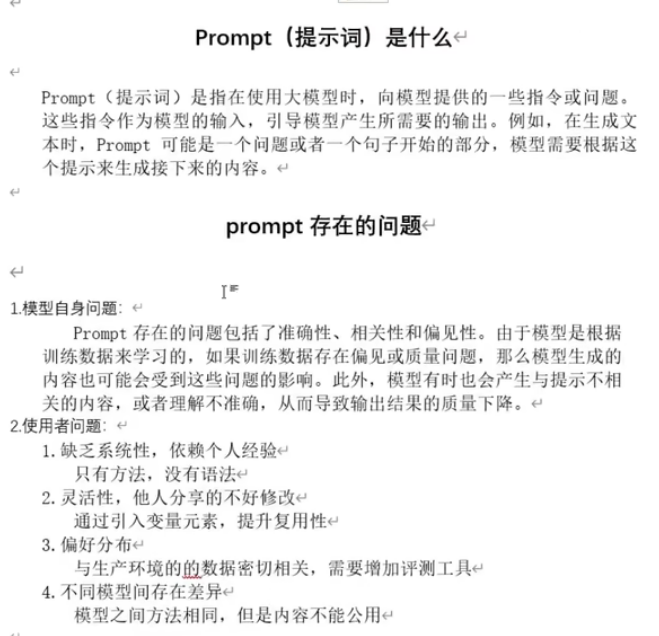 Prompt（提示词）是什么
Prompt（提示词）是指在使用大模型时，向模型提供的一些指令或问题。
这些指令作为模型的输入，引导模型产生所需要的输出。例如，在生成文
本时，Prompt 可能是一个问题或者一个句子开始的部分，模型需要根据这
个提示来生成接下来的内容。
prompt 存在的问题
1.模型自身问题：
Prompt 存在的问题包括了准确性、相关性和偏见性。由于模型是根据
训练数据来学习的，如果训练数据存在偏见或质量问题，那么模型生成的
内容也可能会受到这些问题的影响。此外，模型有时也会产生与提示不相
关的内容，或者理解不准确，从而导致输出结果的质量下降。
2.使用者问题：
1. 缺乏系统性，依赖个人经验
只有方法，没有语法
2. 灵活性，他人分享的不好修改
通过引入变量元素，提升复用性
3. 偏好分布
与生产环境的的数据密切相关，需要增加评测工具
4. 不同模型间存在差异
模型之间方法相同，但是内容不能公用